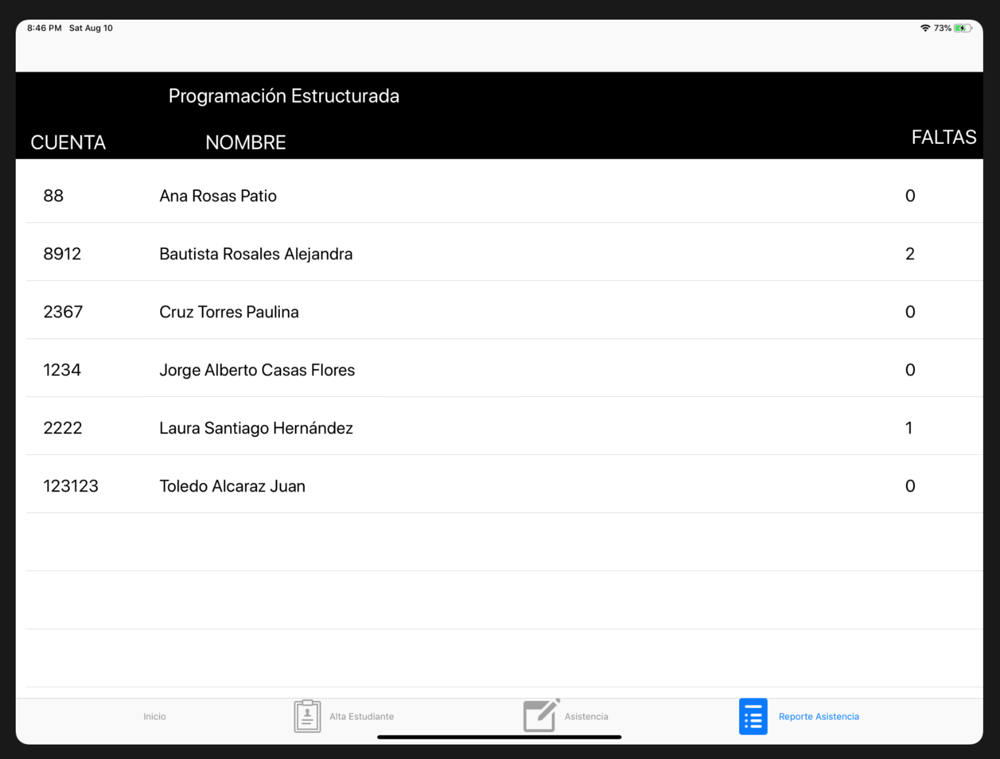 8:46 PM Sat Aug 10 73%
Programación Estructurada
CUENTA NOMBRE FALTAS
88 Ana Rosas Patio 0
8912 Bautista Rosales Alejandra 2
2367 Cruz Torres Paulina 0
1234 Jorge Alberto Casas Flores 0
2222 Laura Santiago Hernández 1
123123 Toledo Alcaraz Juan 0
Inicio Alta Estudiante Asistencia Reporte Asistencia